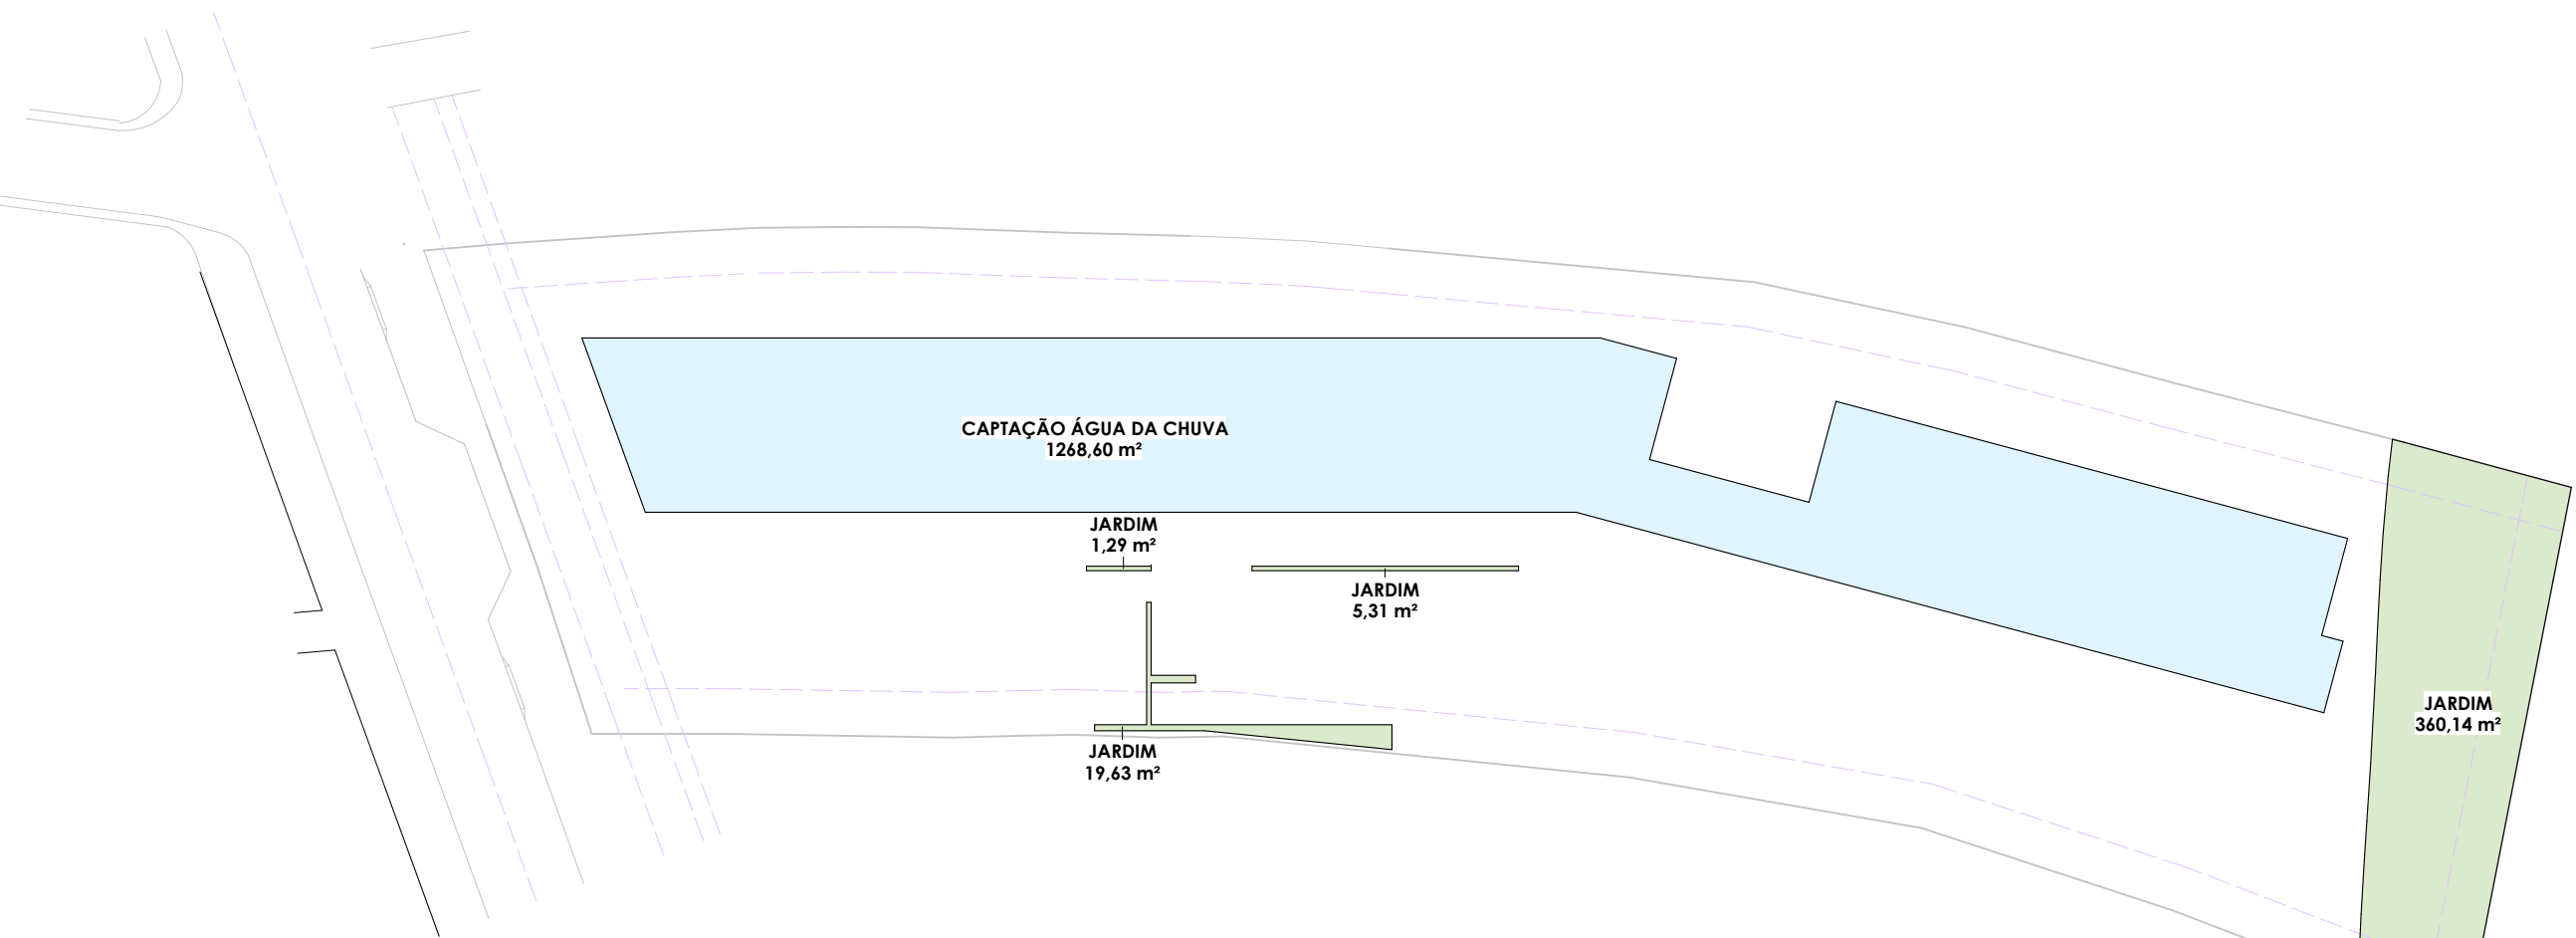 CAPTAÇÃO ÁGUA DA CHUVA
1268,60 m²
JARDIM
1,29 m²
JARDIM
5,31 m²
JARDIM
19,63 m²
JARDIM
360,14 m²